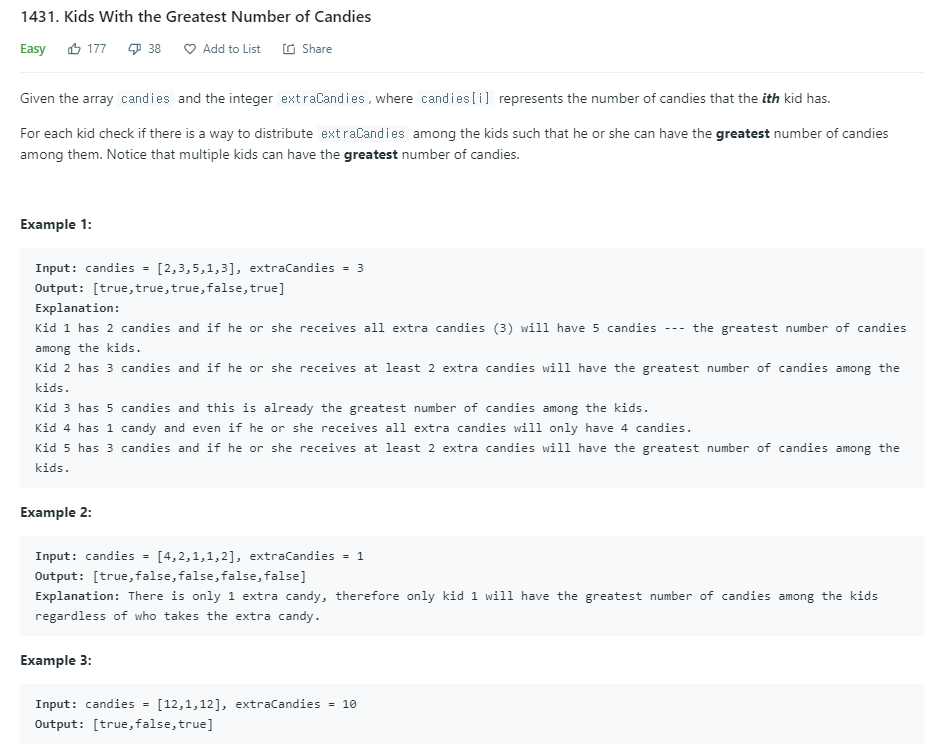 1431. Kids With the Greatest Number of Candies
Easy 177 38 Add to List Share
Given the array candies and the integer extraCandies, where candies[i] represents the number of candies that the ith kid has.
For each kid check if there is a way to distribute extraCandies among the kids such that he or she can have the greatest number of candies
among them. Notice that multiple kids can have the greatest number of candies.
Example 1:
Input: candies = [2,3,5,1,3], extraCandies = 3
Output: [true,true,true,false,true]
Explanation:
Kid 1 has 2 candies and if he or she receives all extra candies (3) will have 5 candies --- the greatest number of candies
among the kids.
Kid 2 has 3 candies and if he or she receives at least 2 extra candies will have the greatest number of candies among the
kids.
Kid 3 has 5 candies and this is already the greatest number of candies among the kids.
Kid 4 has 1 candy and even if he or she receives all extra candies will only have 4 candies.
Kid 5 has 3 candies and if he or she receives at least 2 extra candies will have the greatest number of candies among the
kids.
Example 2:
Input: candies = [4,2,1,1,2], extraCandies = 1
Output: [true,false,false,false,false]
Explanation: There is only 1 extra candy, therefore only kid 1 will have the greatest number of candies among the kids
regardless of who takes the extra candy.
Example 3:
Input: candies = [12,1,12], extraCandies = 10
Output: [true,false,true]